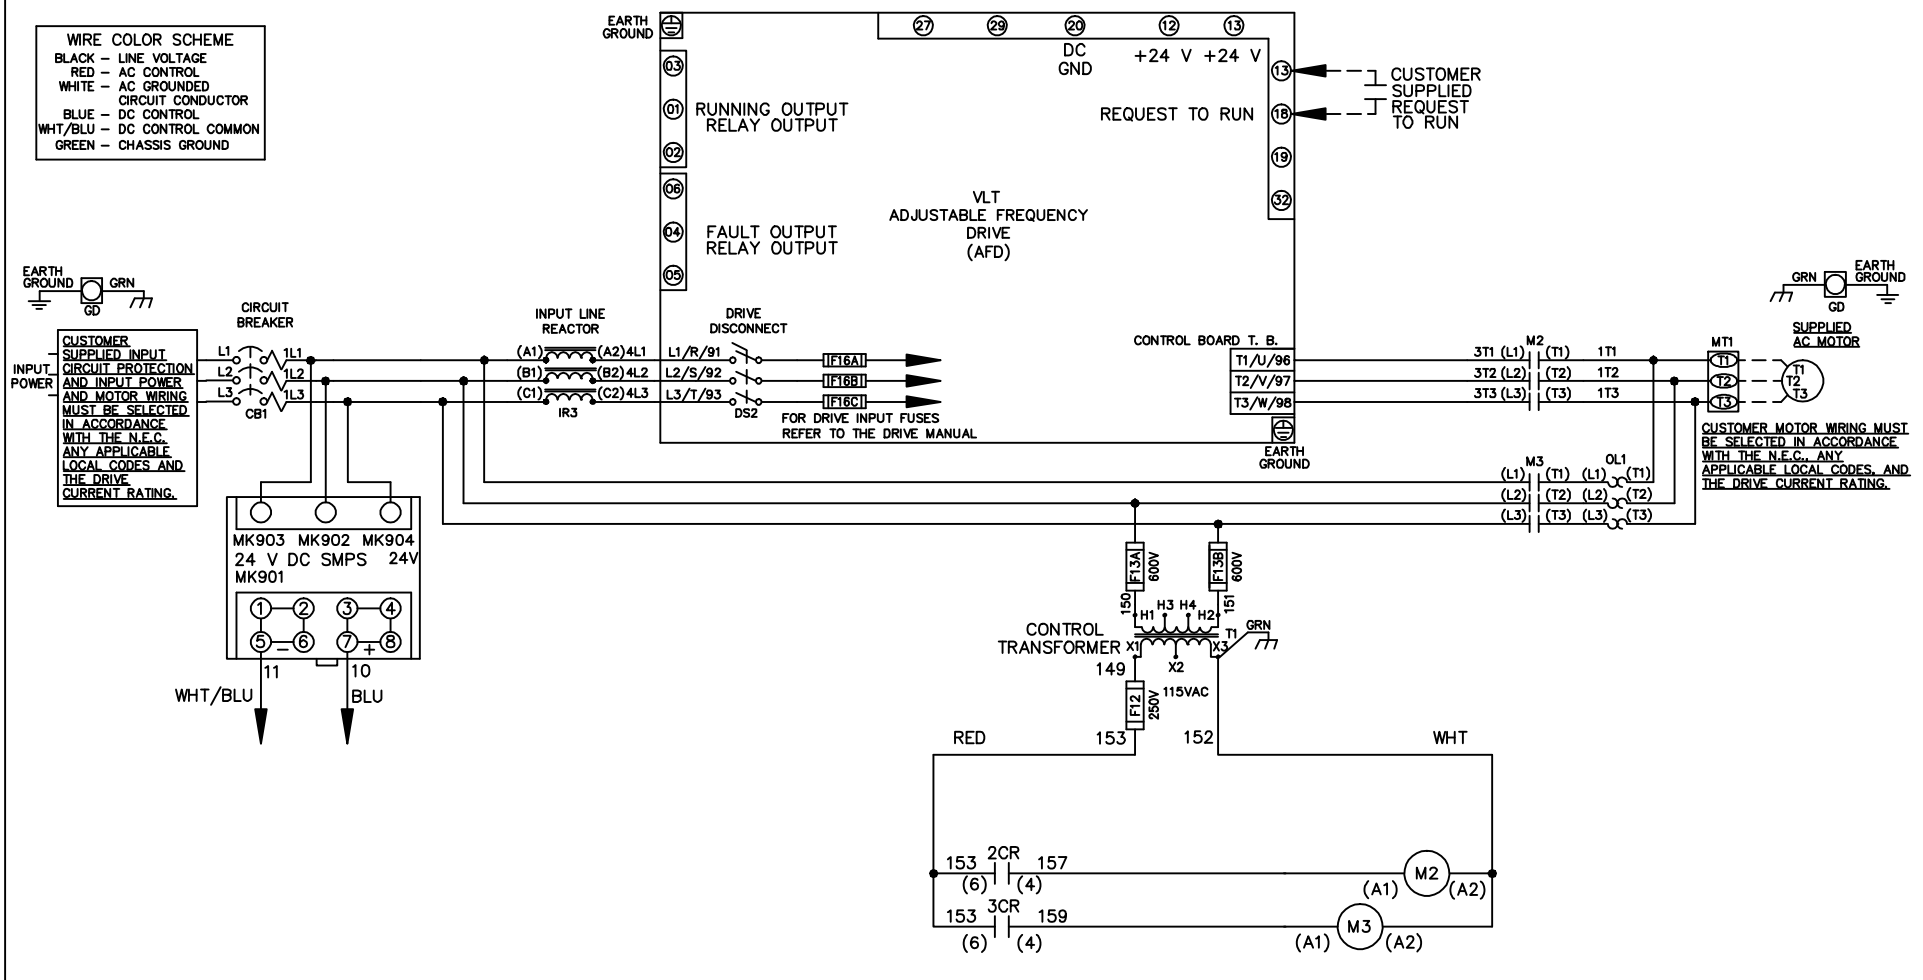 WIRE COLOR SCHEME
BLACK – LINE VOLTAGE
RED – AC CONTROL
WHITE – AC GROUNDED
CIRCUIT CONDUCTOR
BLUE – DC CONTROL
WHT/BLU – DC CONTROL COMMON
GREEN – CHASSIS GROUND
EARTH
GROUND
27
29
20
12
13
DC
GND
+24 V
+24 V
03
01
02
RUNNING OUTPUT
RELAY OUTPUT
06
04
05
FAULT OUTPUT
RELAY OUTPUT
REQUEST TO RUN
13
18
19
32
CUSTOMER
SUPPLIED
REQUEST
TO RUN
VLT
ADJUSTABLE FREQUENCY
DRIVE
(AFD)
EARTH
GROUND
GRN
GD
INPUT
POWER
CUSTOMER
SUPPLIED INPUT
CIRCUIT PROTECTION
AND INPUT POWER
AND MOTOR WIRING
MUST BE SELECTED
IN ACCORDANCE
WITH THE N.E.C.
ANY APPLICABLE
LOCAL CODES AND
THE DRIVE
CURRENT RATING.
CIRCUIT
BREAKER
L1
1L1
L2
1L2
L3
1L3
CB1
INPUT LINE
REACTOR
(A1)
(A2)
4L1
(B1)
(B2)
4L2
(C1)
(C2)
4L3
IR3
DRIVE
DISCONNECT
L1/R/91
L2/S/92
L3/T/93
DS2
F16A
F16B
F16C
FOR DRIVE INPUT FUSES
REFER TO THE DRIVE MANUAL
CONTROL BOARD T. B.
T1/U/96
T2/V/97
T3/W/98
EARTH
GROUND
M2
3T1 (L1) (T1) 1T1
3T2 (L2) (T2) 1T2
3T3 (L3) (T3) 1T3
MT1
T1
T2
T3
T1
T2
T3
GRN
GD
EARTH
GROUND
SUPPLIED
AC MOTOR
CUSTOMER MOTOR WIRING MUST
BE SELECTED IN ACCORDANCE
WITH THE N.E.C., ANY
APPLICABLE LOCAL CODES, AND
THE DRIVE CURRENT RATING.
M3
OL1
(L1) (T1) (L1) (T1)
(L2) (T2) (L2) (T2)
(L3) (T3) (L3) (T3)
MK903 MK902 MK904
24 V DC SMPS 24V
MK901
1
2
3
4
5
6
7
8
–
+
11
10
WHT/BLU
BLU
F13A
600V
F13B
600V
150
151
H1 H3 H4 H2
CONTROL
TRANSFORMER
T1
GRN
X1
X2
X3
149
115VAC
F12
250V
153
152
RED
WHT
153 2CR 157
(6) (4)
M2
(A1)
(A2)
153 3CR 159
(6) (4)
M3
(A1)
(A2)